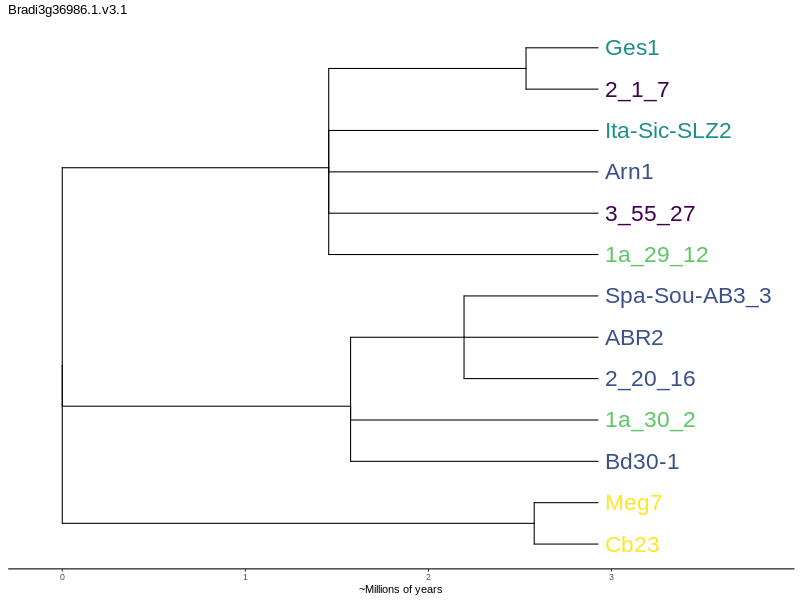 Bradi3g36986.1.v3.1
Ges1
2_1_7
Ita-Sic-SLZ2
Arn1
3_55_27
1a_29_12
Spa-Sou-AB3_3
ABR2
2_20_16
1a_30_2
Bd30-1
Meg7
Cb23
0 1 2 3
~Millions of years